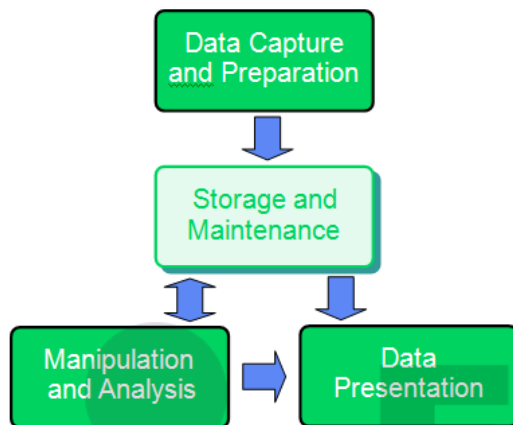 Data Capture
and Preparation
Storage and
Maintenance
Manipulation
and Analysis
Data
Presentation